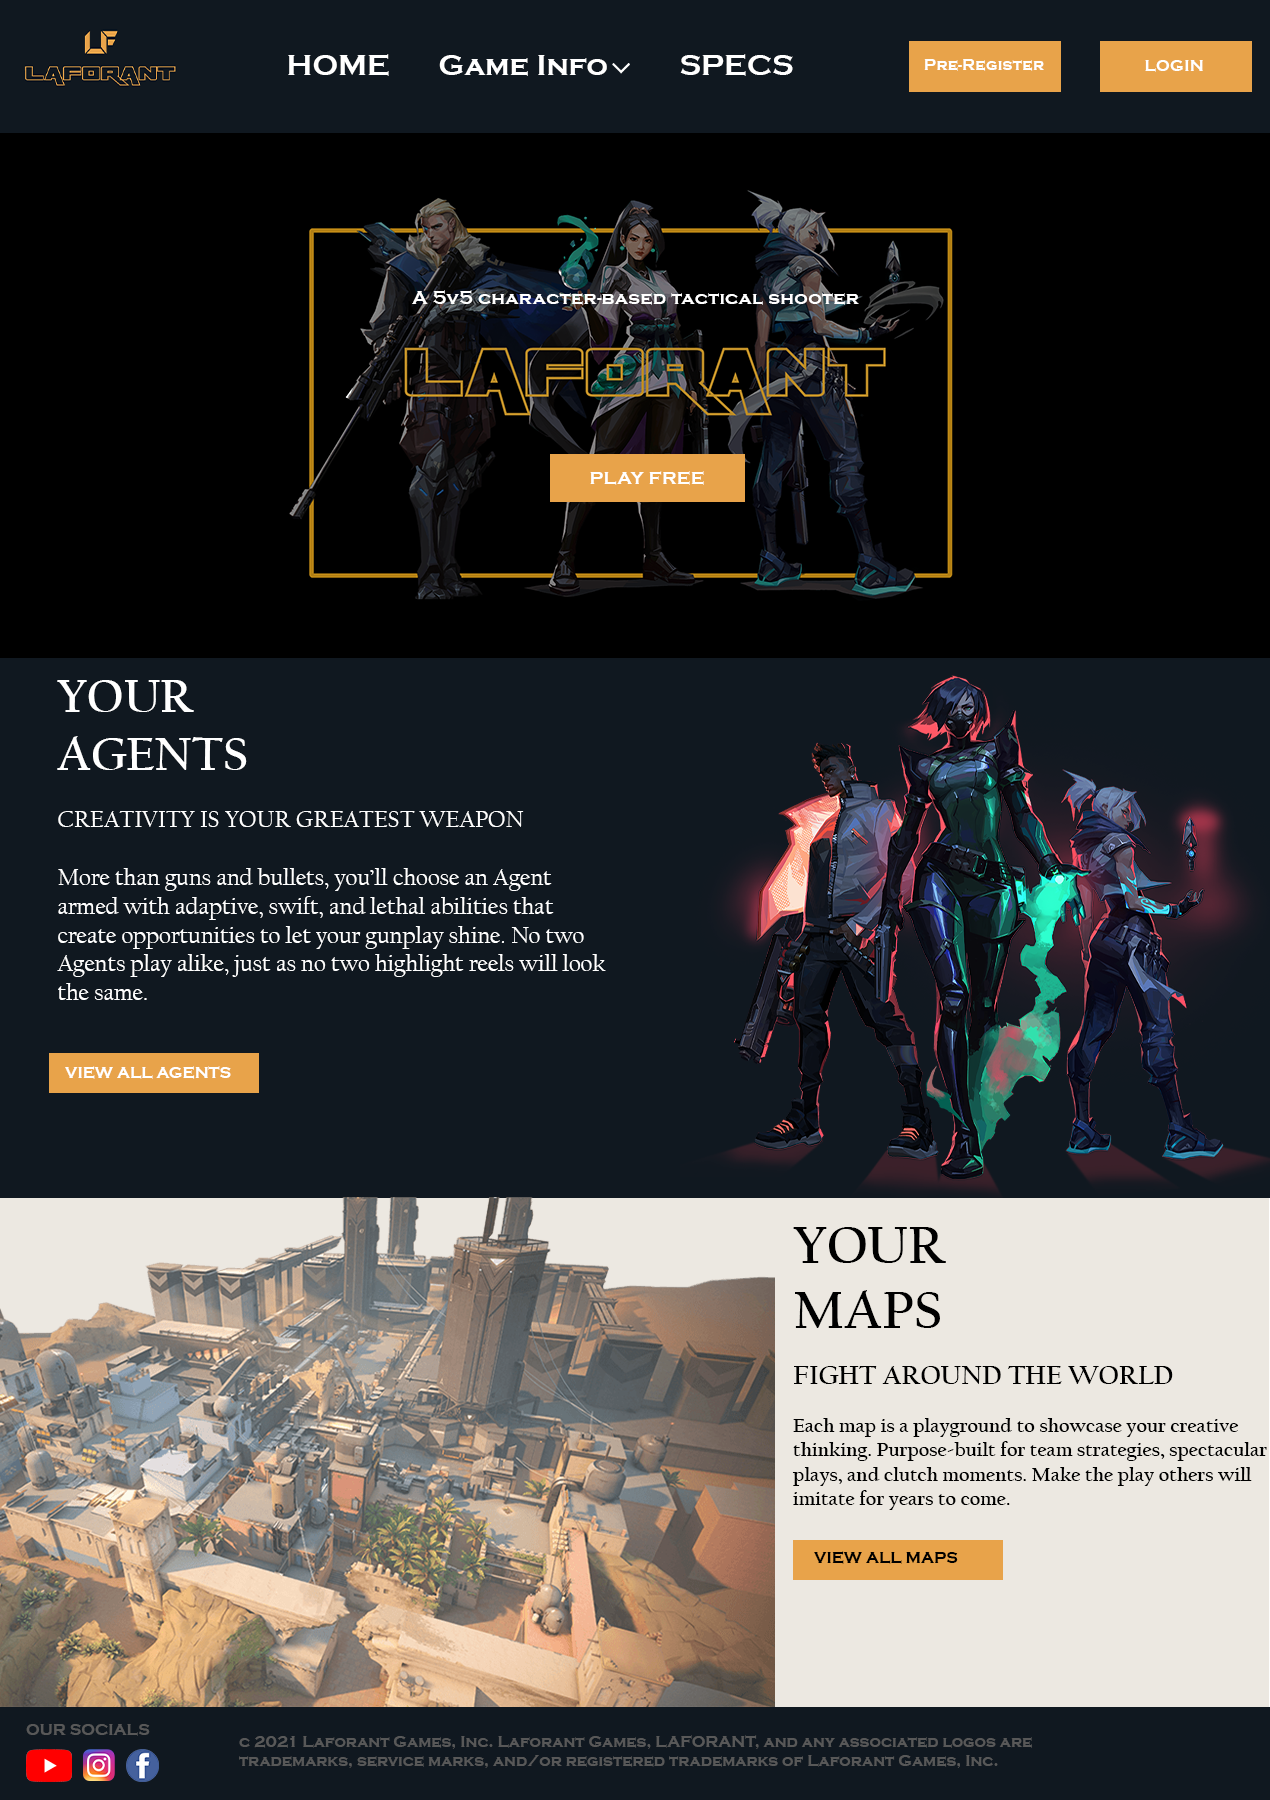 LF
LAFORANT
HOME
Game Info
SPECS
Pre-Register
LOGIN
A 5v5 character-based tactical shooter
LAFORANT
PLAY FREE
YOUR
AGENTS
CREATIVITY IS YOUR GREATEST WEAPON
More than guns and bullets, you’ll choose an Agent
armed with adaptive, swift, and lethal abilities that
create opportunities to let your gunplay shine. No two
Agents play alike, just as no two highlight reels will look
the same.
VIEW ALL AGENTS
YOUR
MAPS
FIGHT AROUND THE WORLD
Each map is a playground to showcase your creative
thinking. Purpose-built for team strategies, spectacular
plays, and clutch moments. Make the play others will
imitate for years to come.
VIEW ALL MAPS
OUR SOCIALS
c 2021 Laforant Games, Inc. Laforant Games, LAFORANT, and any associated logos are
trademarks, service marks, and/or registered trademarks of Laforant Games, Inc.